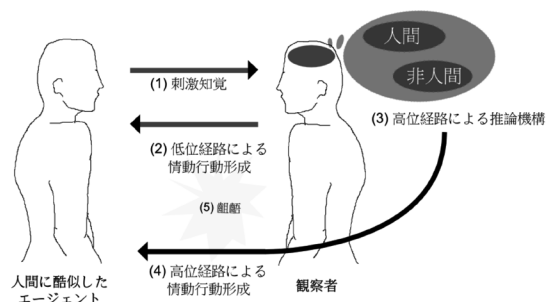 人間
非人間
(1) 刺激知覚
(3) 高位経路による推論機構
(2) 低位経路による
情動行動形成
(5) 齟齬
(4) 高位経路による
情動行動形成
人間に酷似した
エージェント
観察者